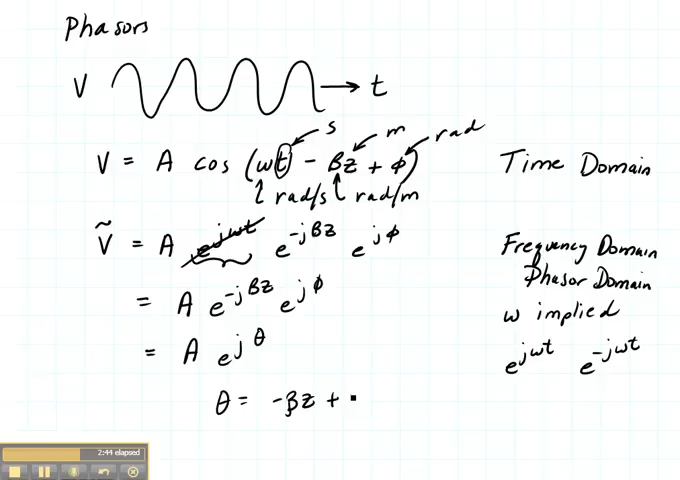 Phasors
V t
s m rad
V = A cos (ωt - βz + φ) Time Domain
rad/s rad/m
Ṽ = A e^jωt e^-jβz e^jφ Frequency Domain
Phasor Domain
= A e^-jβz e^jφ ω implied
= A e^jθ e^jωt e^-jωt
θ = -βz +
2:44 elapsed